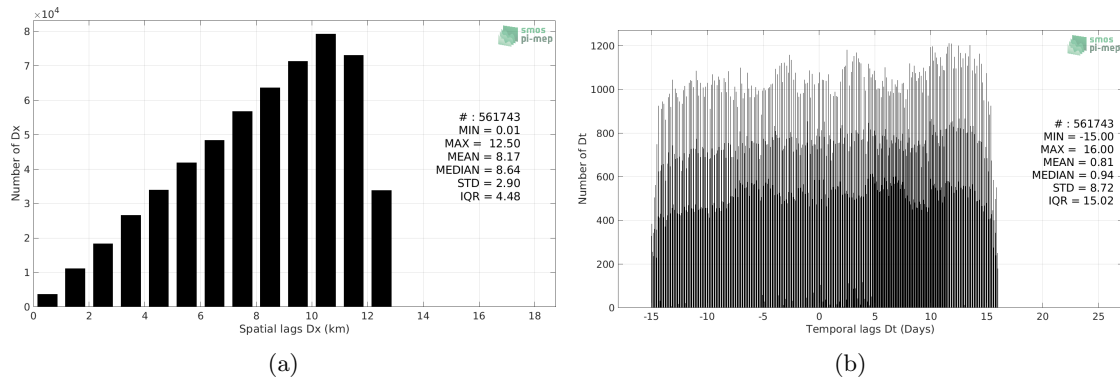 ×10⁴
8
7
6
5
4
3
2
1
0
Number of Dx
smos
pi-mep
# : 561743
MIN = 0.01
MAX = 12.50
MEAN = 8.17
MEDIAN = 8.64
STD = 2.90
IQR = 4.48
0 2 4 6 8 10 12 14 16 18
Spatial lags Dx (km)
(a)
1200
1000
800
600
400
200
0
Number of Dt
smos
pi-mep
# : 561743
MIN = -15.00
MAX = 16.00
MEAN = 0.81
MEDIAN = 0.94
STD = 8.72
IQR = 15.02
-15 -10 -5 0 5 10 15 20 25
Temporal lags Dt (Days)
(b)